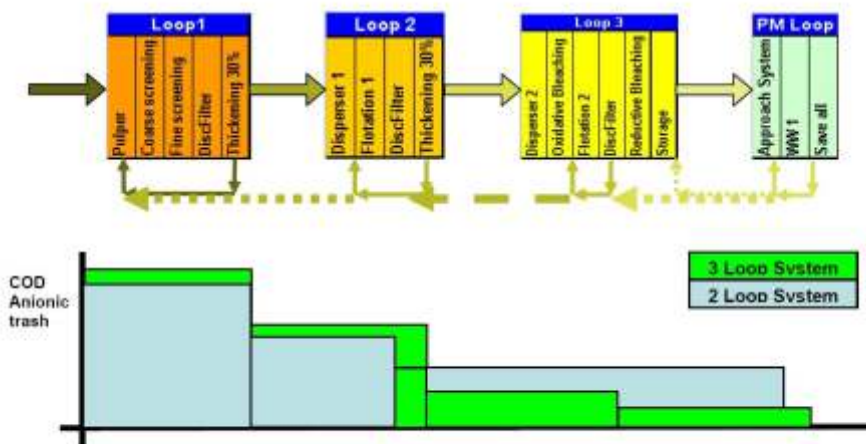 Loop1
Pulper
Coarse screening
Fine screening
DiscFilter
Thickening 30%
Loop 2
Disperser 1
Flotation 1
DiscFilter
Thickening 30%
Loop 3
Disperser 2
Oxidative Bleaching
Flotation 2
DiscFilter
Reductive Bleaching
Storage
PM Loop
Approach System
WW 1
Save all
COD
Anionic
trash
3 Loop System
2 Loop System